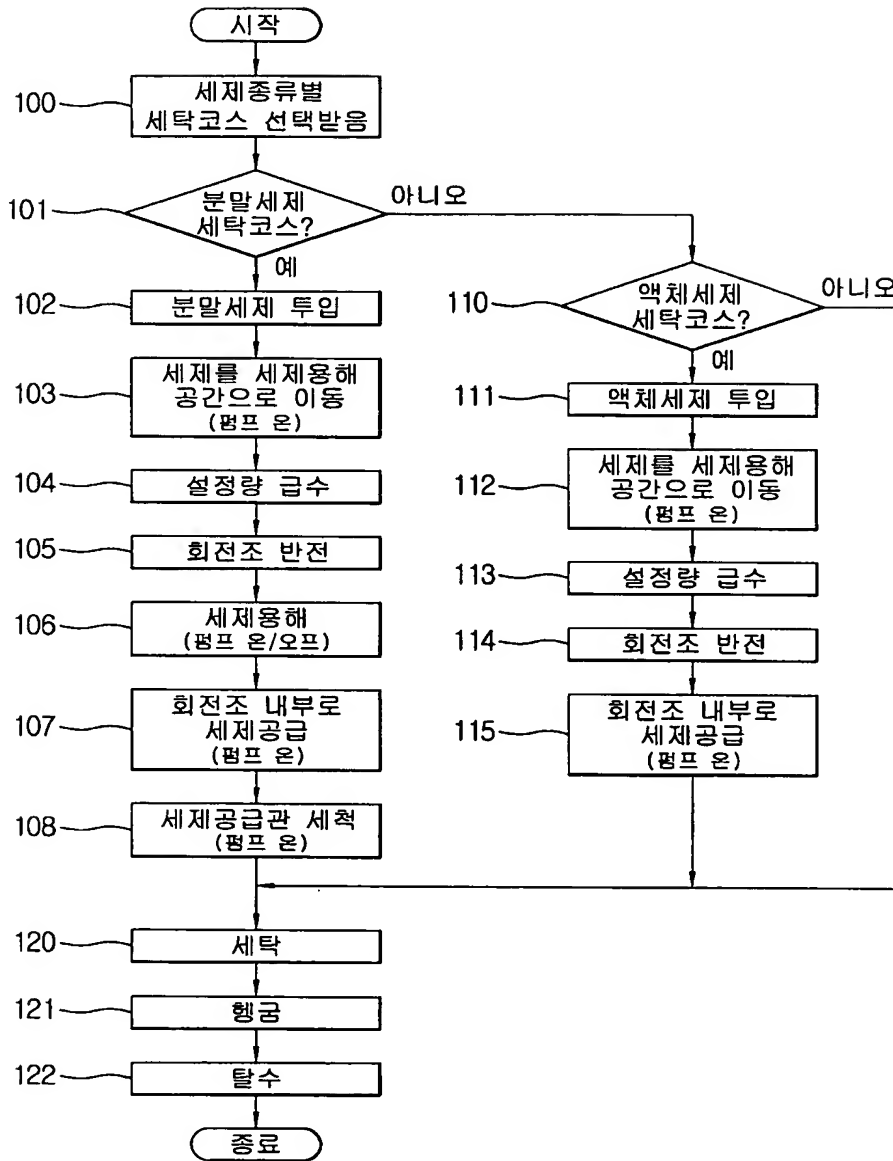 시작
100
세제종류별
세탁코스 선택받음
101
분말세제
세탁코스?
아니오
예
102
분말세제 투입
103
세제를 세제용해
공간으로 이동
(펌프 온)
104
설정량 급수
105
회전조 반전
106
세제용해
(펌프 온/오프)
107
회전조 내부로
세제공급
(펌프 온)
108
세제공급관 세척
(펌프 온)
110
액체세제
세탁코스?
아니오
예
111
액체세제 투입
112
세제를 세제용해
공간으로 이동
(펌프 온)
113
설정량 급수
114
회전조 반전
115
회전조 내부로
세제공급
(펌프 온)
120
세탁
121
헹굼
122
탈수
종료